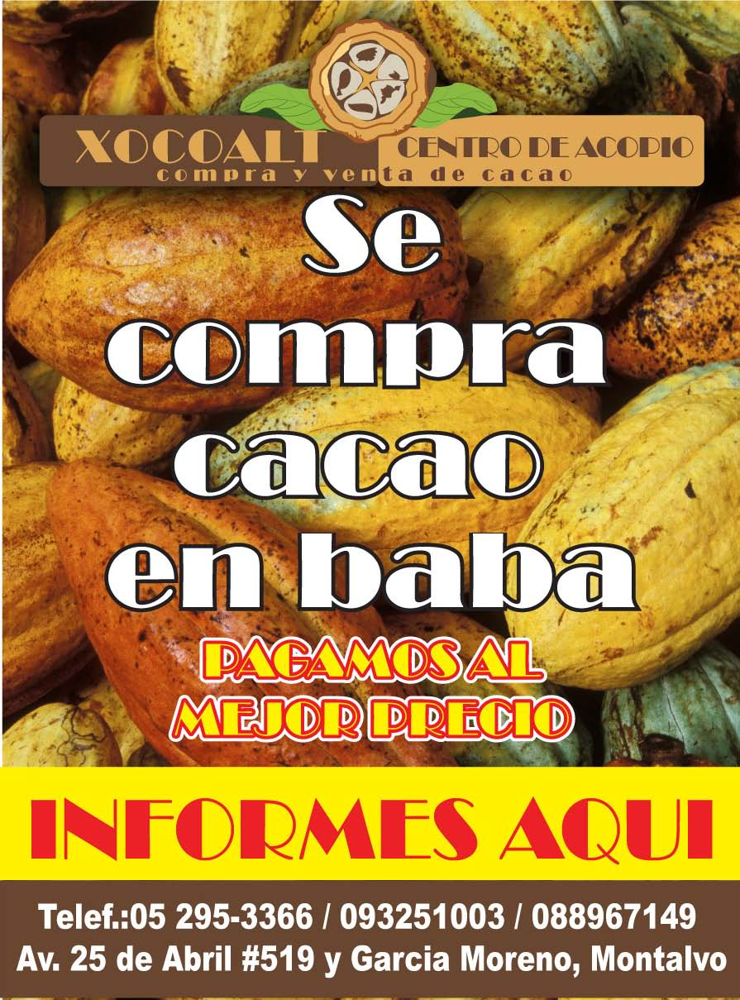 XOCOALT CENTRO DE ACOPIO
compra y venta de cacao
Se
compra
cacao
en baba
PAGAMOS AL
MEJOR PRECIO
INFORMES AQUI
Telef.:05 295-3366 / 093251003 / 088967149
Av. 25 de Abril #519 y Garcia Moreno, Montalvo